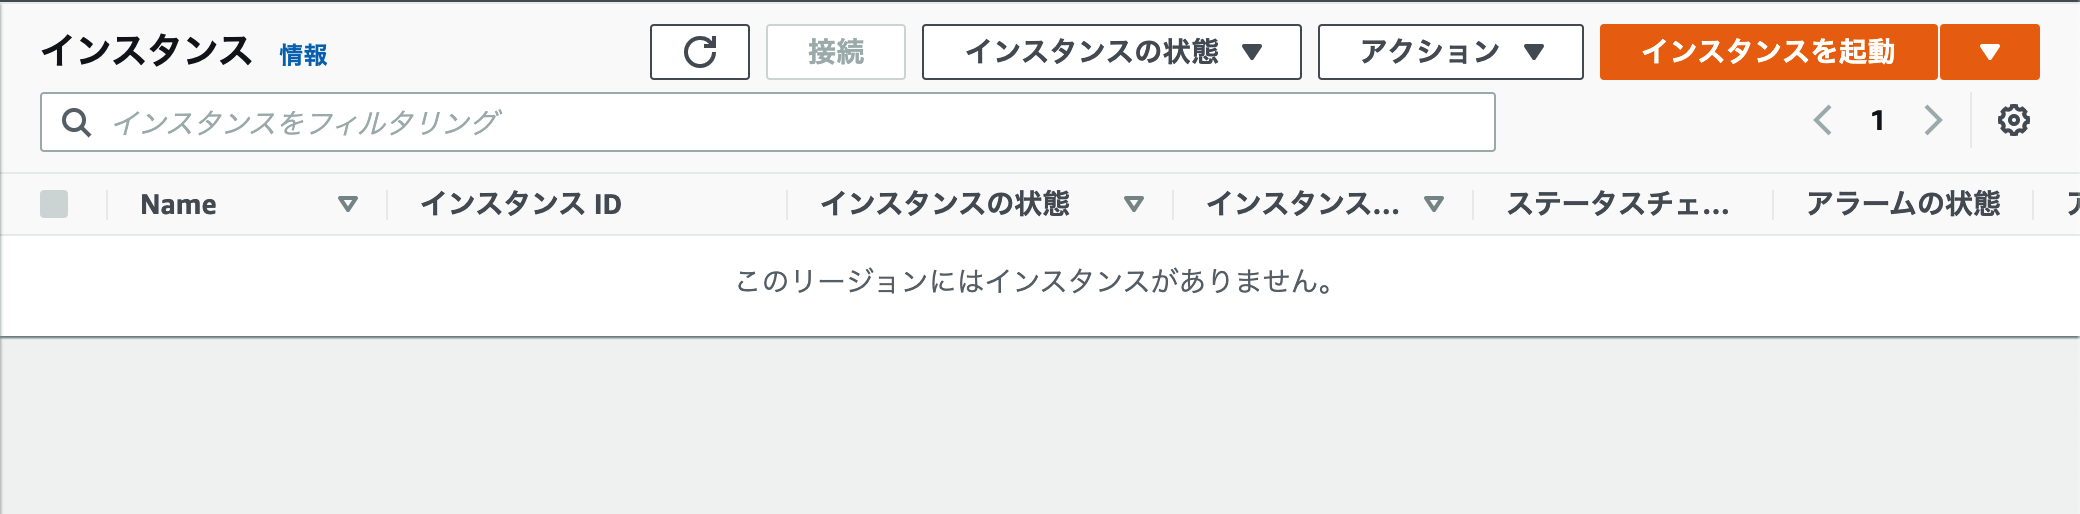 インスタンス 情報 接続 インスタンスの状態 アクション インスタンスを起動
インスタンスをフィルタリング 1
Name インスタンス ID インスタンスの状態 インスタンス... ステータスチェ... アラームの状態
このリージョンにはインスタンスがありません。